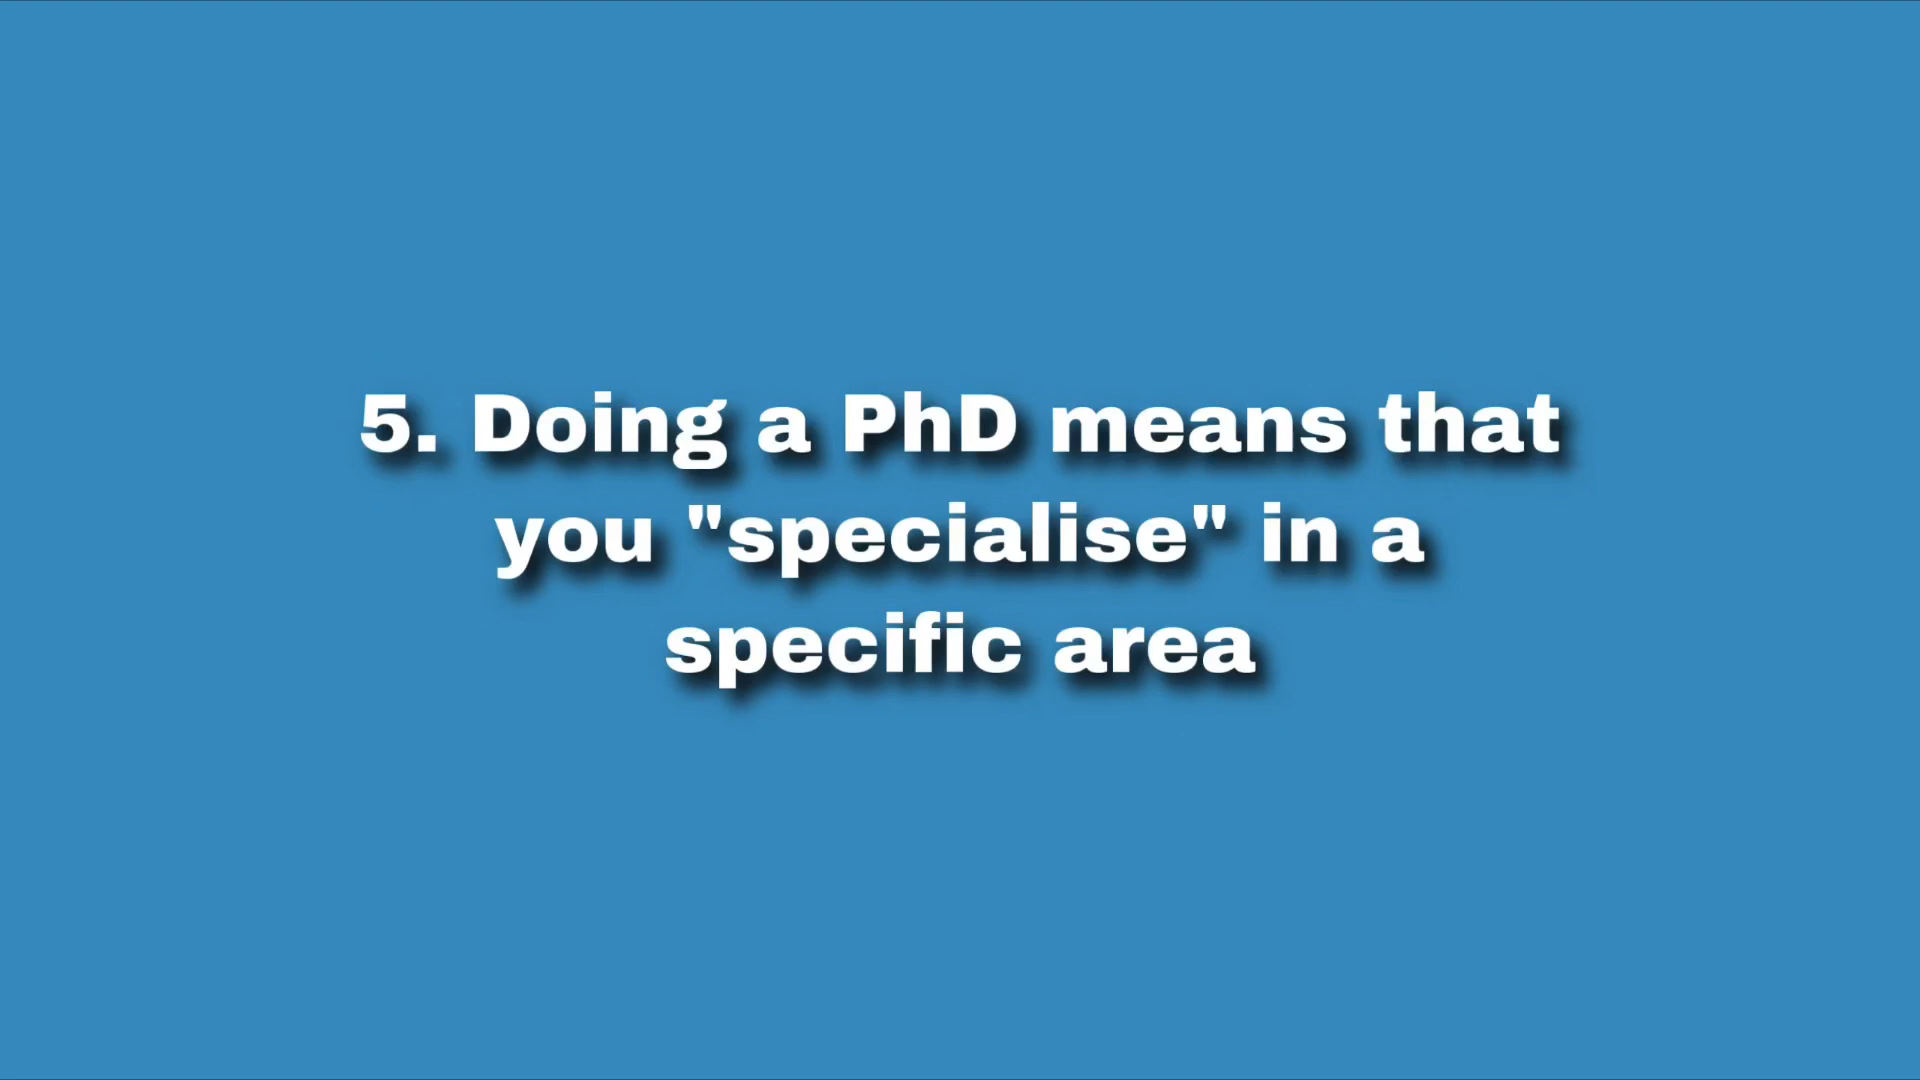 5. Doing a PhD means that
you "specialise" in a
specific area